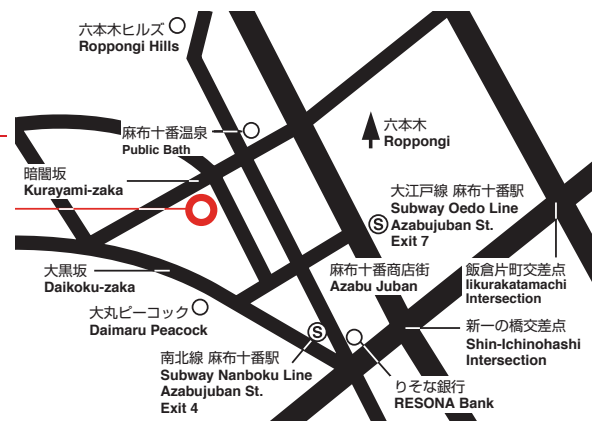 六本木ヒルズ
Roppongi Hills
麻布十番温泉
Public Bath
六本木
Roppongi
暗闇坂
Kurayami-zaka
大江戸線 麻布十番駅
Subway Oedo Line
Azabujuban St.
Exit 7
S
大黒坂
Daikoku-zaka
麻布十番商店街
Azabu Juban
飯倉片町交差点
Iikurakatamachi
Intersection
大丸ピーコック
Daimaru Peacock
新一の橋交差点
Shin-Ichinohashi
Intersection
S
南北線 麻布十番駅
Subway Nanboku Line
Azabujuban St.
Exit 4
りそな銀行
RESONA Bank